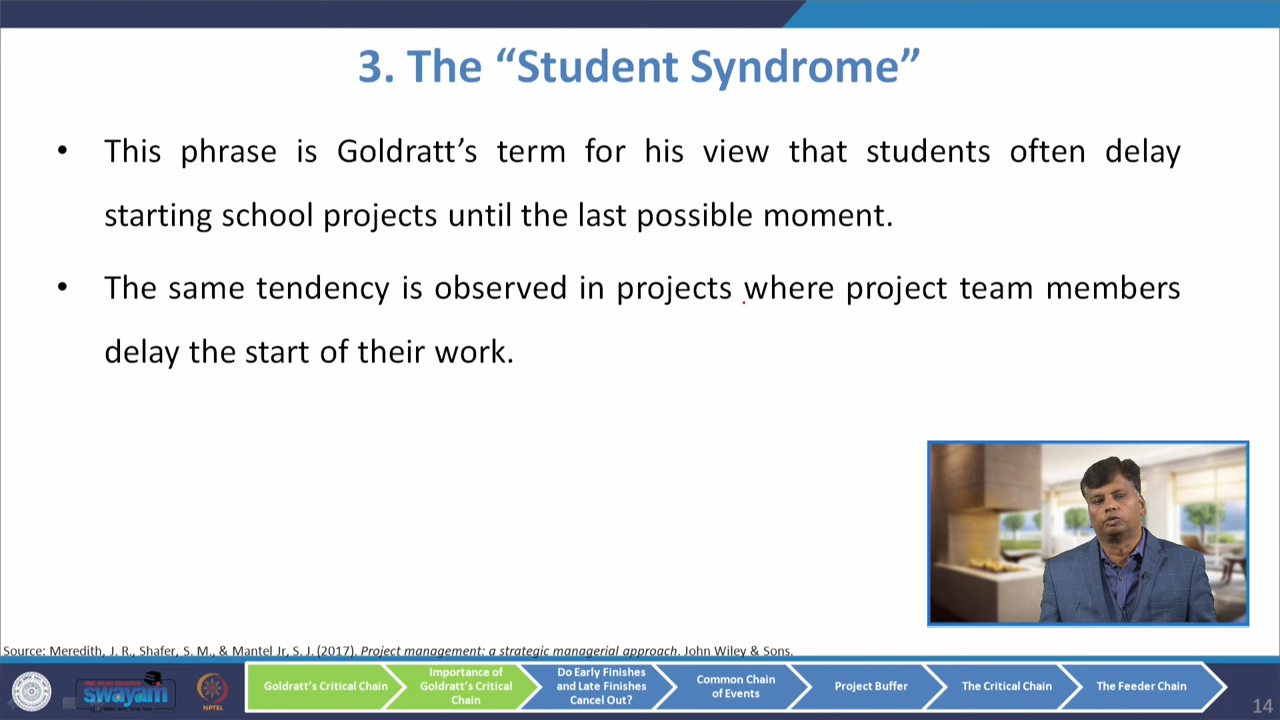 3. The “Student Syndrome”
• This phrase is Goldratt’s term for his view that students often delay
starting school projects until the last possible moment.
• The same tendency is observed in projects where project team members
delay the start of their work.
Source: Meredith, J. R., Shafer, S. M., & Mantel Jr, S. J. (2017). Project management: a strategic managerial approach. John Wiley & Sons.
swayam
NPTEL
Goldratt’s Critical Chain
Importance of
Goldratt’s Critical
Chain
Do Early Finishes
and Late Finishes
Cancel Out?
Common Chain
of Events
Project Buffer
The Critical Chain
The Feeder Chain
14